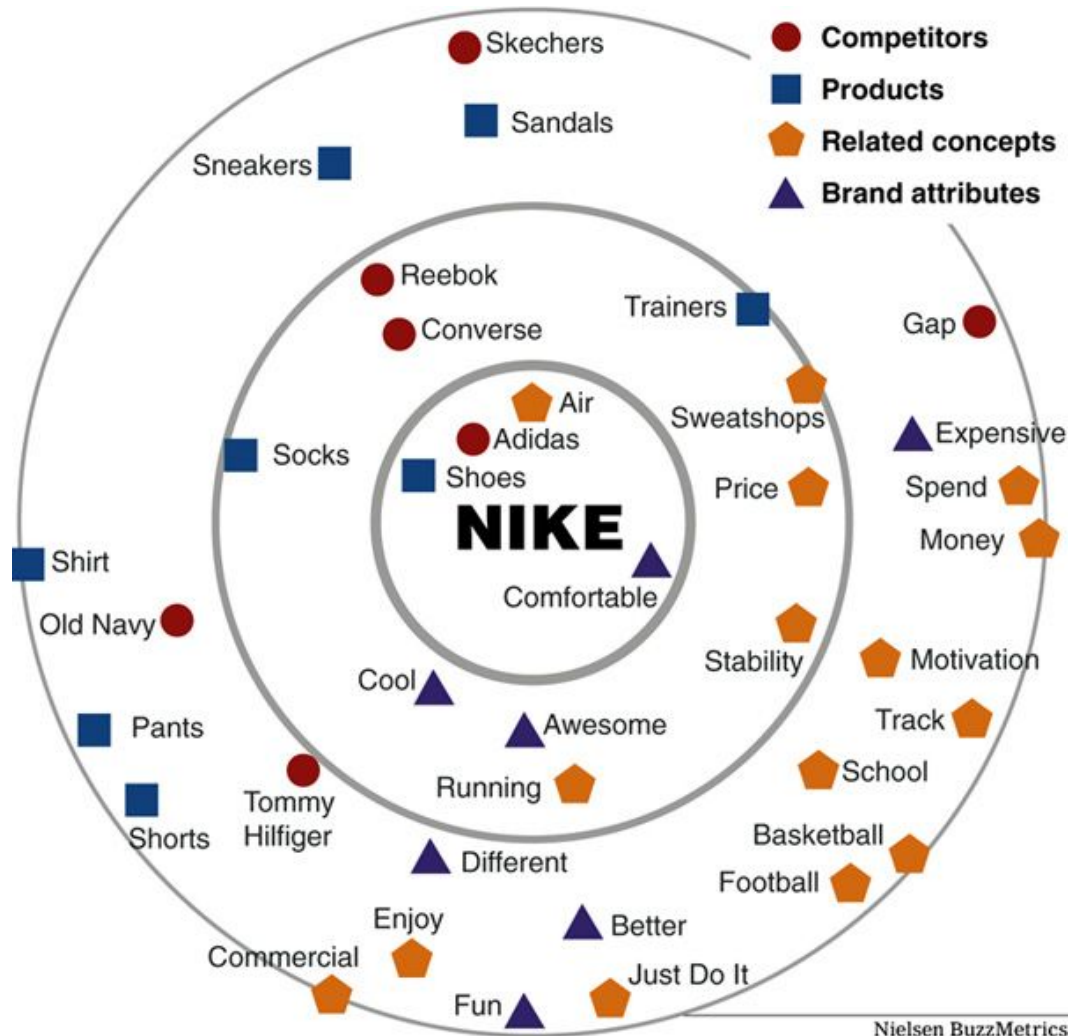 Skechers
Competitors
Products
Sandals
Related concepts
Sneakers
Brand attributes
Reebok
Trainers
Converse
Gap
Air
Sweatshops
Adidas
Expensive
Socks
Shoes
Price
Spend
NIKE
Money
Shirt
Comfortable
Old Navy
Stability
Motivation
Cool
Track
Pants
Awesome
School
Running
Tommy
Hilfiger
Shorts
Basketball
Different
Football
Enjoy
Better
Commercial
Just Do It
Fun
Nielsen BuzzMetrics